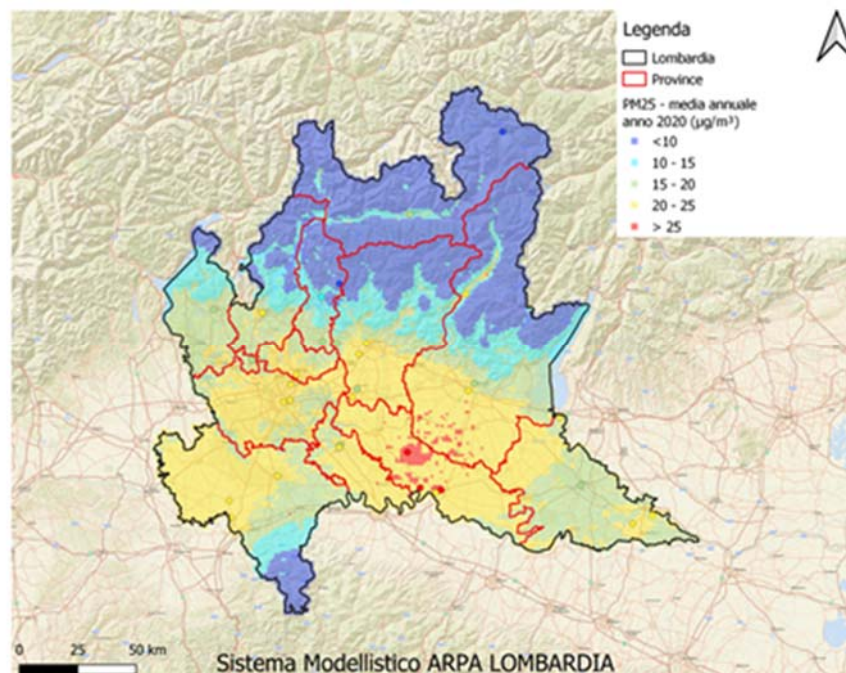 Legenda
Lombardia
Province
PM25 - media annuale
anno 2020 (µg/m³)
<10
10 - 15
15 - 20
20 - 25
> 25
0 25 50 km
Sistema Modellistico ARPA LOMBARDIA